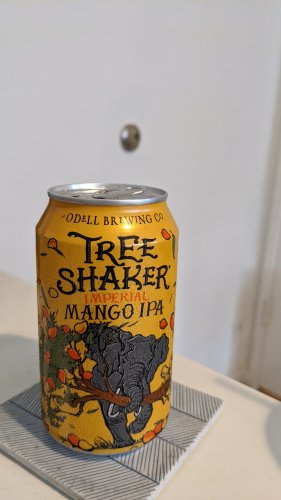 ODELL BREWING CO.
TREE
SHAKER
IMPERIAL
MANGO IPA